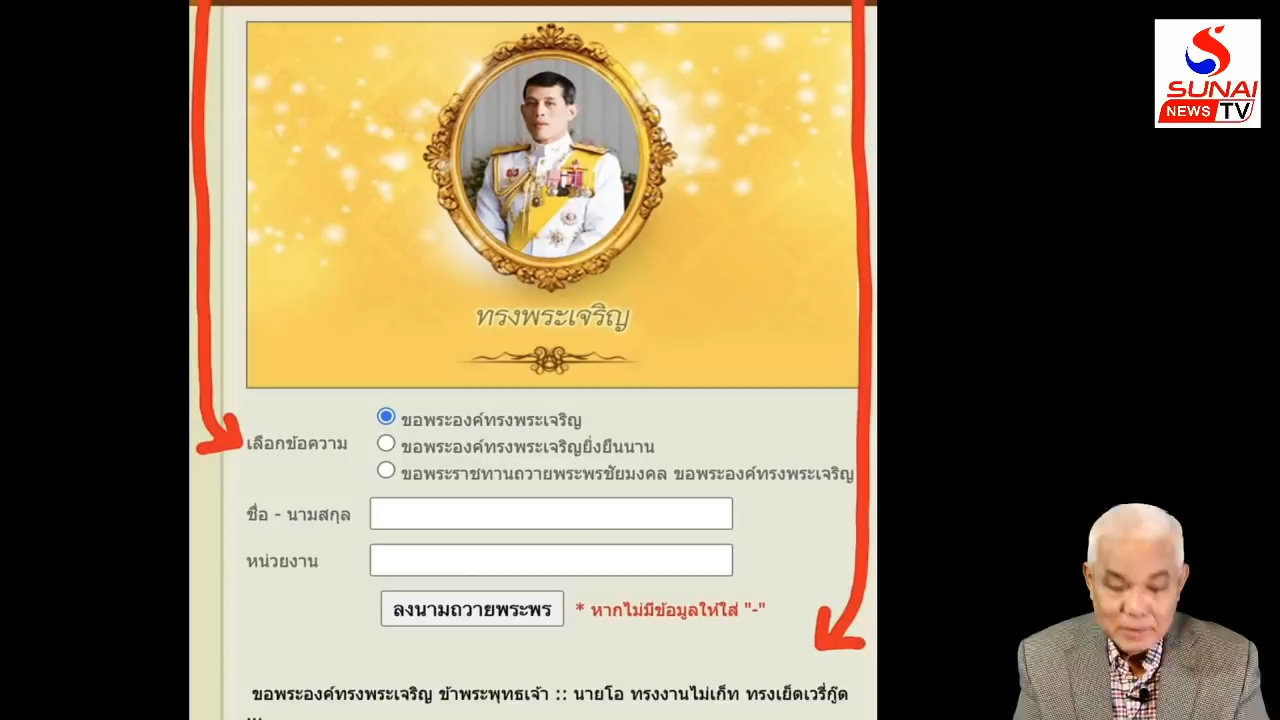 SUNAI
NEWS TV
ทรงพระเจริญ
เลือกข้อความ
ขอพระองค์ทรงพระเจริญ
ขอพระองค์ทรงพระเจริญยิ่งยืนนาน
ขอพระราชทานถวายพระพรชัยมงคล ขอพระองค์ทรงพระเจริญ
ชื่อ - นามสกุล
หน่วยงาน
ลงนามถวายพระพร * หากไม่มีข้อมูลให้ใส่ "-"
ขอพระองค์ทรงพระเจริญ ข้าพระพุทธเจ้า :: นายโอ ทรงงานไม่เก็ท ทรงเย็ดเวรี่กู๊ด
...